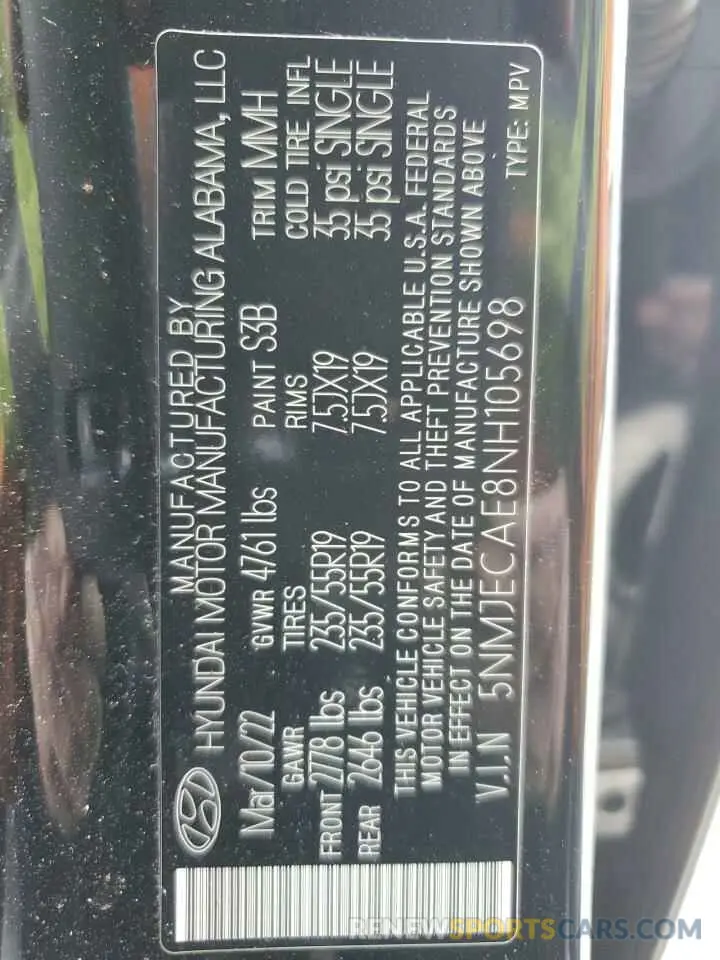 MANUFACTURED BY
HYUNDAI MOTOR MANUFACTURING ALABAMA, LLC
Mar/10/22 GVWR 4761 lbs PAINT S3B TRIM MMH
GAWR TIRES RIMS COLD TIRE INFL
FRONT 2778 lbs 235/55R19 7.5JX19 35 psi SINGLE
REAR 2646 lbs 235/55R19 7.5JX19 35 psi SINGLE
THIS VEHICLE CONFORMS TO ALL APPLICABLE U.S.A. FEDERAL
MOTOR VEHICLE SAFETY AND THEFT PREVENTION STANDARDS
IN EFFECT ON THE DATE OF MANUFACTURE SHOWN ABOVE
V.I.N 5NMJECAE8NH105698 TYPE: MPV
RENEWSPORTSCARS.COM